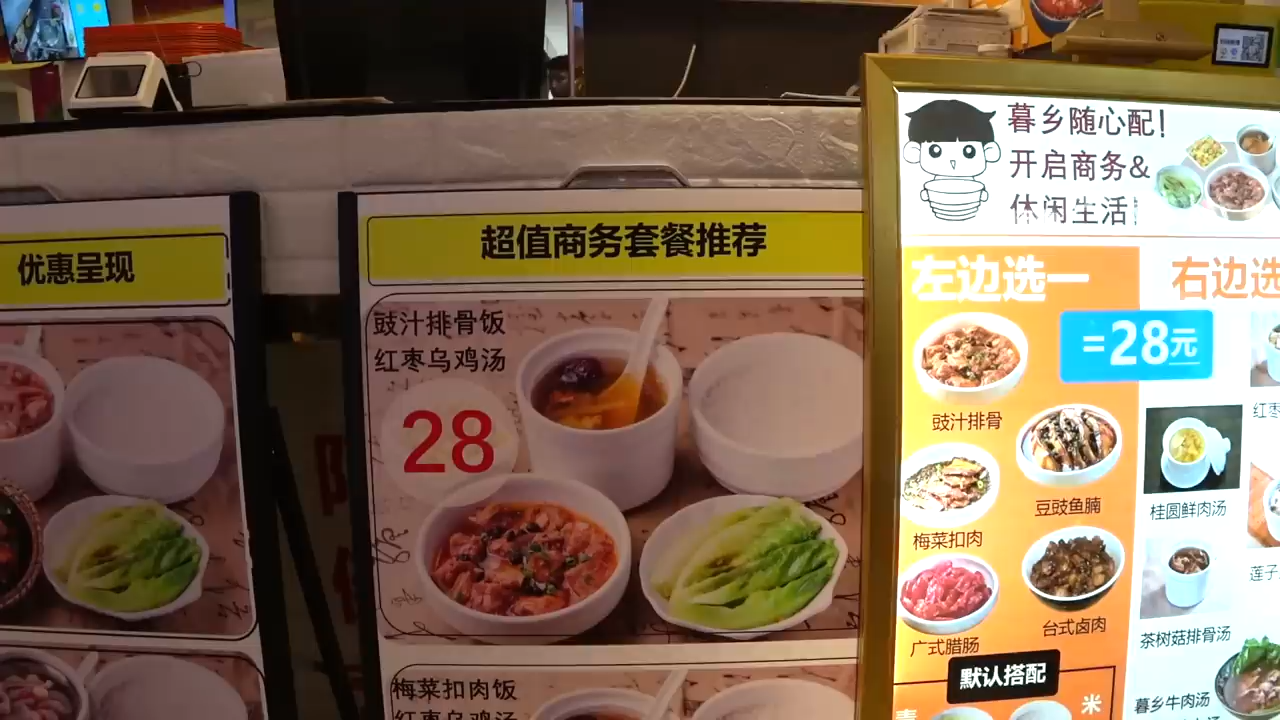 优惠呈现
超值商务套餐推荐
豉汁排骨饭
红枣乌鸡汤
28
梅菜扣肉饭
红枣乌鸡汤
暮乡随心配!
开启商务&
休闲生活!
左边选一
右边选
=28元
豉汁排骨
豆豉鱼腩
梅菜扣肉
台式卤肉
广式腊肠
默认搭配
米
红枣
桂圆鲜肉汤
莲子
茶树菇排骨汤
暮乡牛肉汤